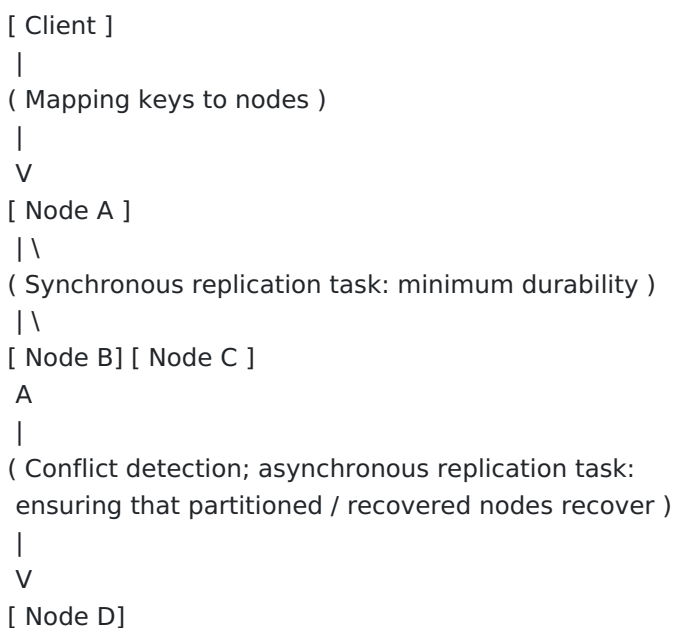 [ Client ]
|
( Mapping keys to nodes )
|
V
[ Node A ]
| \
( Synchronous replication task: minimum durability )
| \
[ Node B] [ Node C ]
A
|
( Conflict detection; asynchronous replication task:
ensuring that partitioned / recovered nodes recover )
|
V
[ Node D]